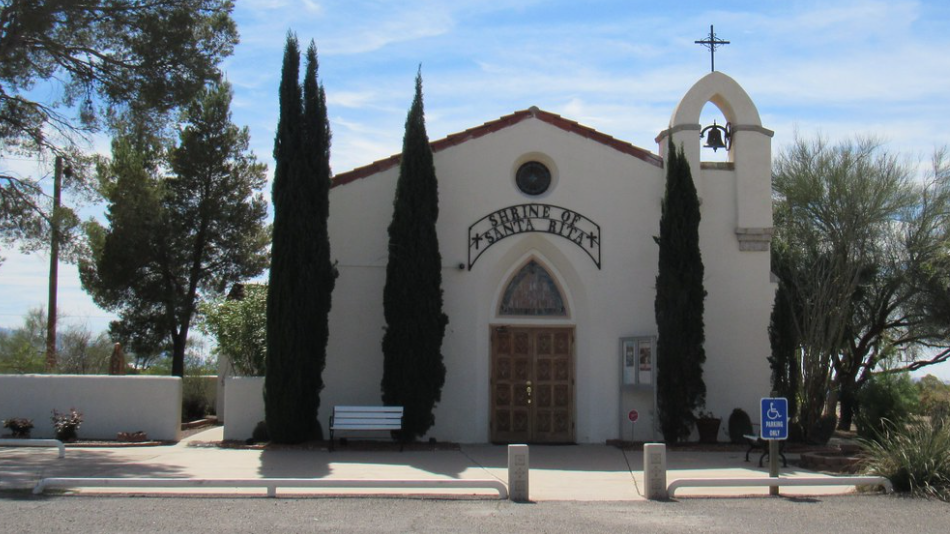 SHRINE OF
SANTA RITA
PARKING
ONLY